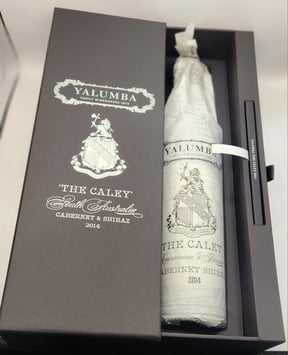 YALUMBA
FAMILY WINEMAKERS 1849
'THE CALEY'
South Australia
CABERNET & SHIRAZ
2014
YALUMBA
'THE CALEY'
CABERNET SHIRAZ
2014